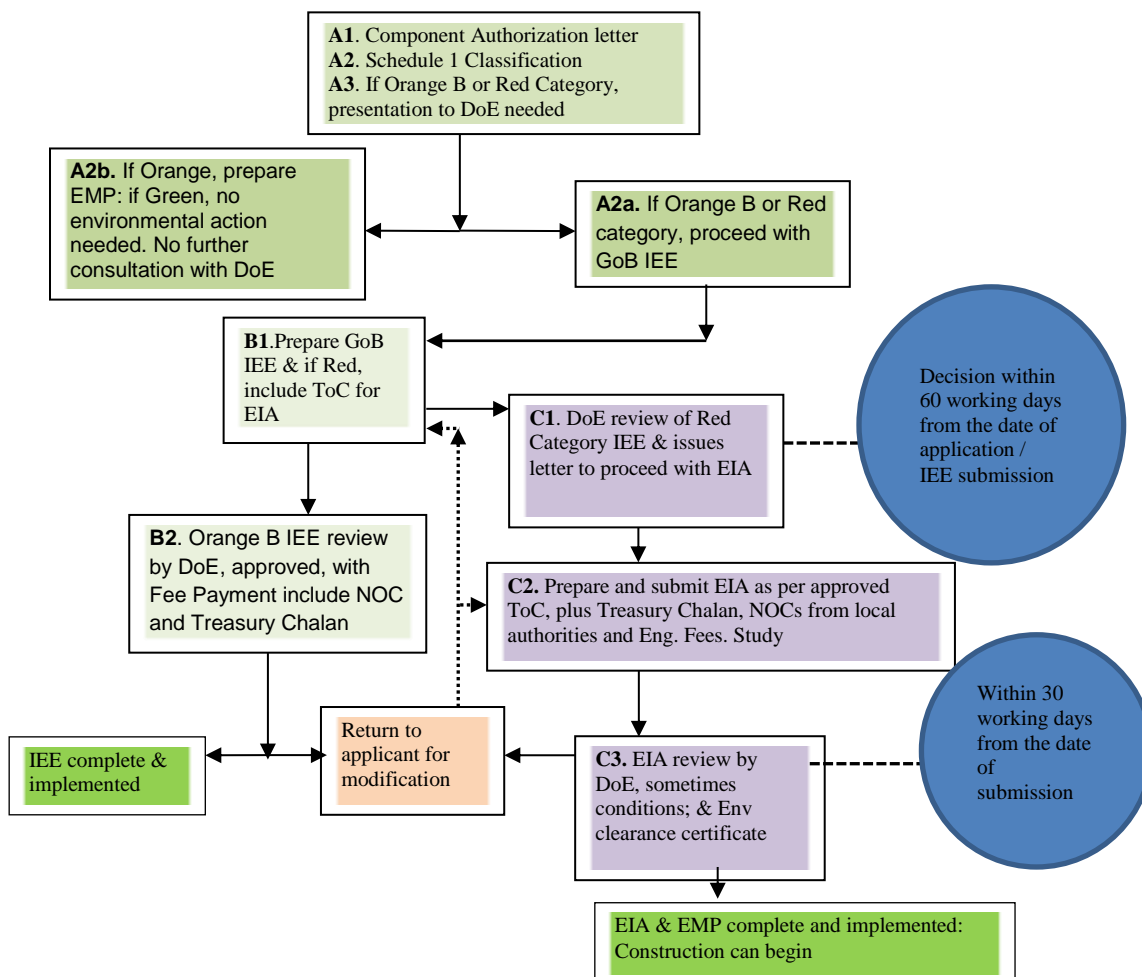 A1. Component Authorization letter
A2. Schedule 1 Classification
A3. If Orange B or Red Category,
presentation to DoE needed
A2b. If Orange, prepare
EMP: if Green, no
environmental action
needed. No further
consultation with DoE
A2a. If Orange B or Red
category, proceed with
GoB IEE
B1.Prepare GoB
IEE & if Red,
include ToC for
EIA
C1. DoE review of Red
Category IEE & issues
letter to proceed with EIA
Decision within
60 working days
from the date of
application /
IEE submission
B2. Orange B IEE review
by DoE, approved, with
Fee Payment include NOC
and Treasury Chalan
C2. Prepare and submit EIA as per approved
ToC, plus Treasury Chalan, NOCs from local
authorities and Eng. Fees. Study
Within 30
working days
from the date
of
submission
IEE complete &
implemented
Return to
applicant for
modification
C3. EIA review by
DoE, sometimes
conditions; & Env
clearance certificate
EIA & EMP complete and implemented:
Construction can begin